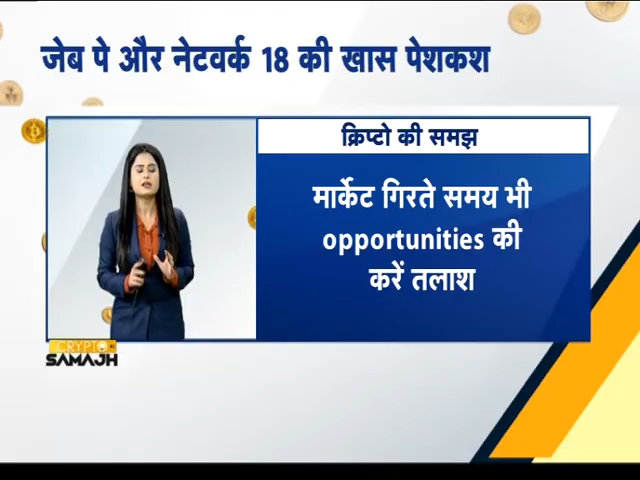 जेब पे और नेटवर्क 18 की खास पेशकश
क्रिप्टो की समझ
मार्केट गिरते समय भी
opportunities की
करें तलाश
CRYPTO
SAMAJH